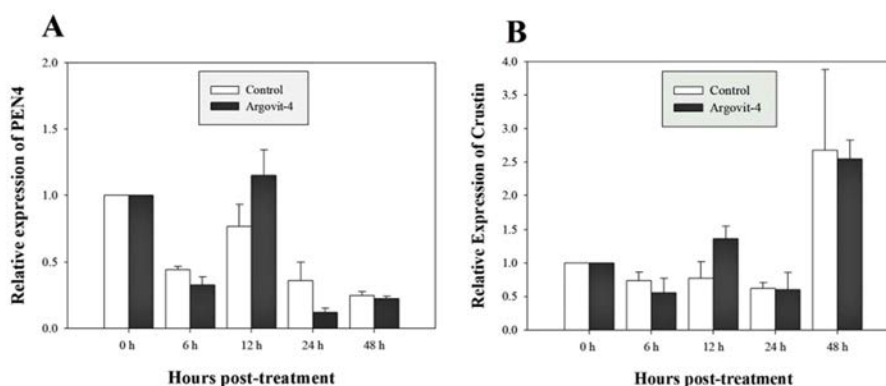 A
Relative expression of PEN4
2.0
1.5
1.0
0.5
0.0
Control
Argovit-4
0 h
6 h
12 h
24 h
48 h
Hours post-treatment
B
Relative Expression of Crustin
4.0
3.5
3.0
2.5
2.0
1.5
1.0
0.5
0.0
Control
Argovit-4
0 h
6 h
12 h
24 h
48 h
Hours post-treatment